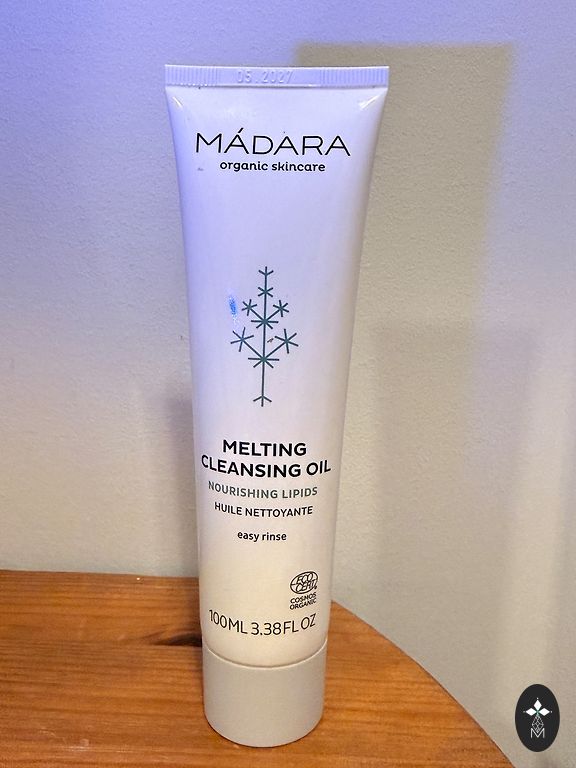 05.2027
MÁDARA
organic skincare
MELTING
CLEANSING OIL
NOURISHING LIPIDS
HUILE NETTOYANTE
easy rinse
ECO
CERT
COSMOS
ORGANIC
100ML 3.38FL OZ
M